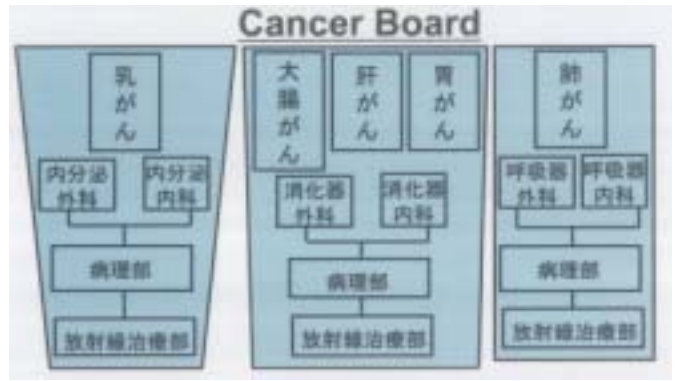 Cancer Board
乳がん
内分泌
外科
内分泌
内科
病理部
放射線治療部
大腸がん
肝がん
胃がん
消化器
外科
消化器
内科
病理部
放射線治療部
肺がん
呼吸器
外科
呼吸器
内科
病理部
放射線治療部